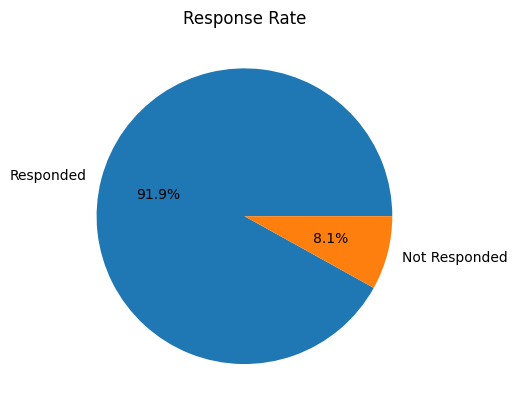 Response Rate
Responded
91.9%
8.1%
Not Responded